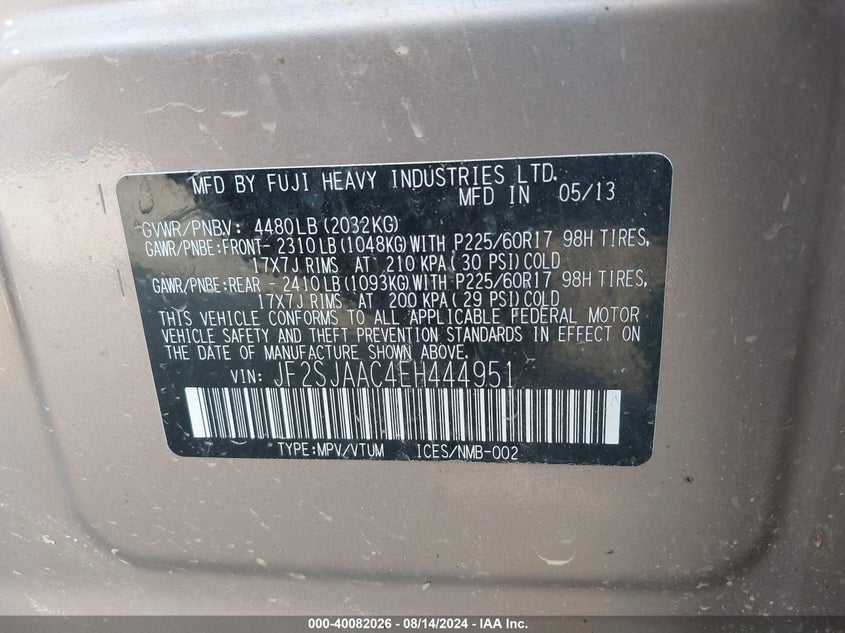 MFD BY FUJI HEAVY INDUSTRIES LTD.
MFD IN 05/13
GVWR/PNBV: 4480LB(2032KG)
GAWR/PNBE:FRONT- 2310LB(1048KG)WITH P225/60R17 98H TIRES,
17X7J RIMS AT 210 KPA( 30 PSI)COLD
GAWR/PNBE:REAR - 2410LB(1093KG)WITH P225/60R17 98H TIRES,
17X7J RIMS AT 200 KPA( 29 PSI)COLD
THIS VEHICLE CONFORMS TO ALL APPLICABLE FEDERAL MOTOR
VEHICLE SAFETY AND THEFT PREVENTION STANDARDS IN EFFECT ON
THE DATE OF MANUFACTURE SHOWN ABOVE.
VIN: JF2SJAAC4EH444951
TYPE:MPV/VTUM ICES/NMB-002
000-40082026 - 08/14/2024 - IAA Inc.